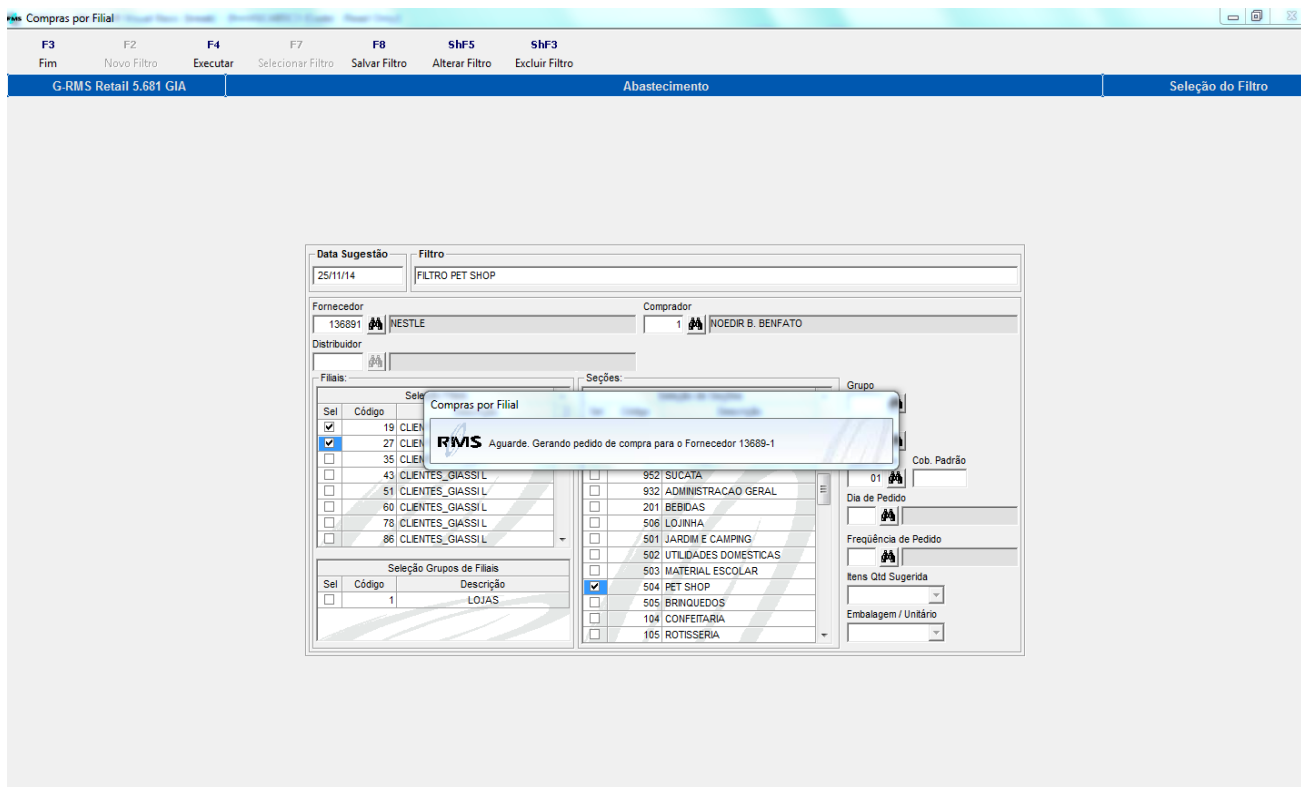 RMS Compras por Filial
F3 F2 F4 F7 F8 ShF5 ShF3
Fim Novo Filtro Executar Selecionar Filtro Salvar Filtro Alterar Filtro Excluir Filtro
G-RMS Retail 5.681 GIA Abastecimento Seleção do Filtro
Data Sugestão Filtro
25/11/14 FILTRO PET SHOP
Fornecedor Comprador
136891 NESTLE 1 NOEDIR B. BENFATO
Distribuidor
Filiais: Seções:
Grupo
Compras por Filial
RMS Aguarde. Gerando pedido de compra para o Fornecedor 13689-1
Sel Código
19 CLIEN
27 CLIEN
35 CLIEN
43 CLIENTES_GIASSI L
51 CLIENTES_GIASSI L
60 CLIENTES_GIASSI L
78 CLIENTES_GIASSI L
86 CLIENTES_GIASSI L
Seleção Grupos de Filiais
Sel Código Descrição
1 LOJAS
952 SUCATA
932 ADMINISTRACAO GERAL
201 BEBIDAS
506 LOJINHA
501 JARDIM E CAMPING
502 UTILIDADES DOMESTICAS
503 MATERIAL ESCOLAR
504 PET SHOP
505 BRINQUEDOS
104 CONFEITARIA
105 ROTISSERIA
Cob. Padrão
01
Dia de Pedido
Freqüência de Pedido
Itens Qtd Sugerida
Embalagem / Unitário